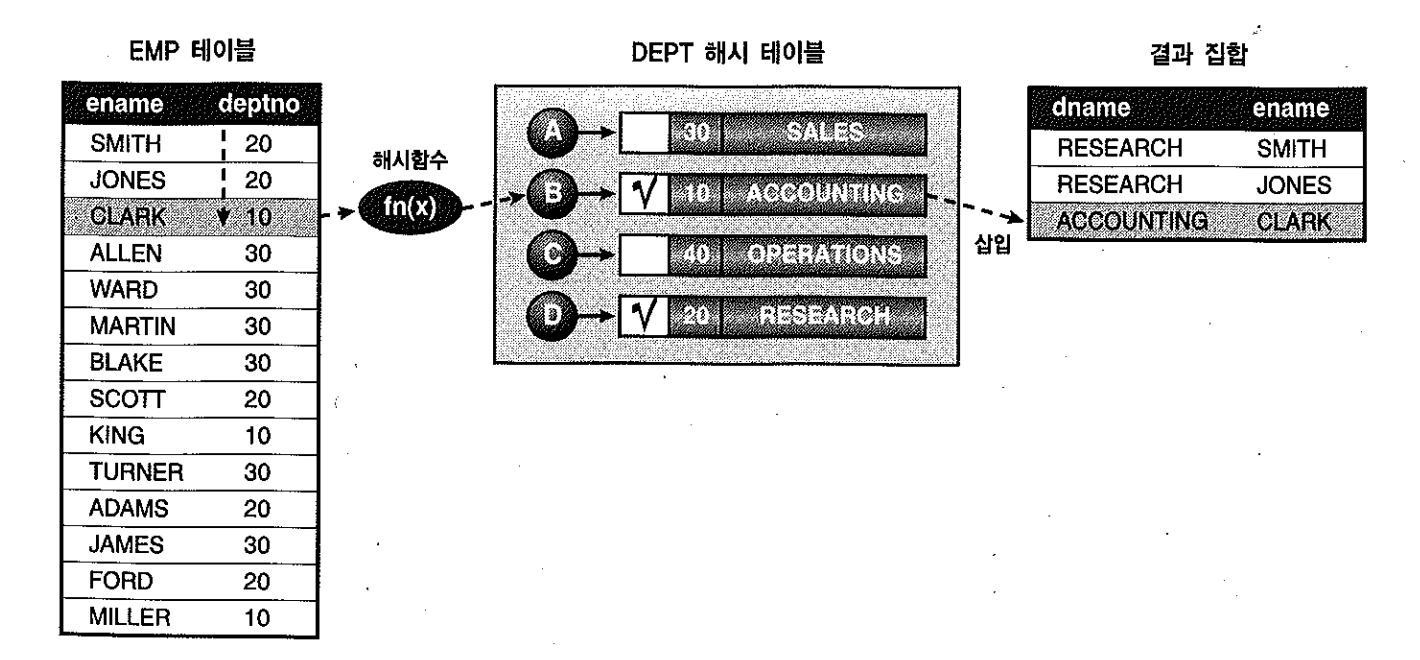 EMP 테이블
ename deptno
SMITH 20
JONES 20
CLARK 10
ALLEN 30
WARD 30
MARTIN 30
BLAKE 30
SCOTT 20
KING 10
TURNER 30
ADAMS 20
JAMES 30
FORD 20
MILLER 10
해시함수
fn(x)
DEPT 해시 테이블
A 30 SALES
B √ 10 ACCOUNTING
C 40 OPERATIONS
D √ 20 RESEARCH
삽입
결과 집합
dname ename
RESEARCH SMITH
RESEARCH JONES
ACCOUNTING CLARK